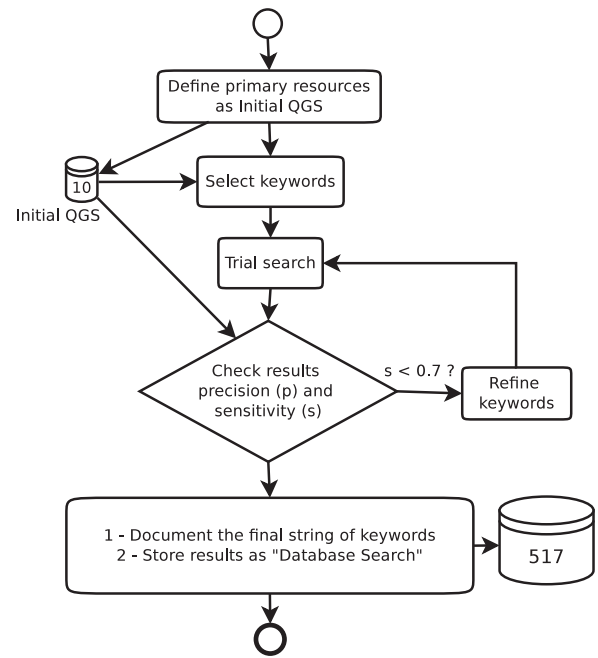 Define primary resources
as Initial QGS
10
Initial QGS
Select keywords
Trial search
Check results
precision (p) and
sensitivity (s)
s < 0.7 ?
Refine
keywords
1 - Document the final string of keywords
2 - Store results as "Database Search"
517